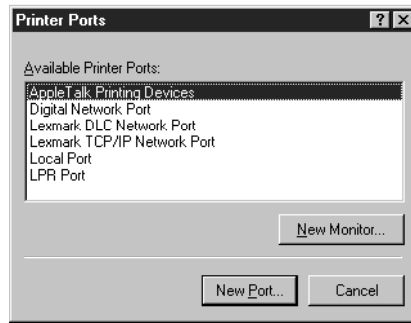 Printer Ports
Available Printer Ports:
AppleTalk Printing Devices
Digital Network Port
Lexmark DLC Network Port
Lexmark TCP/IP Network Port
Local Port
LPR Port
New Monitor...
New Port...
Cancel